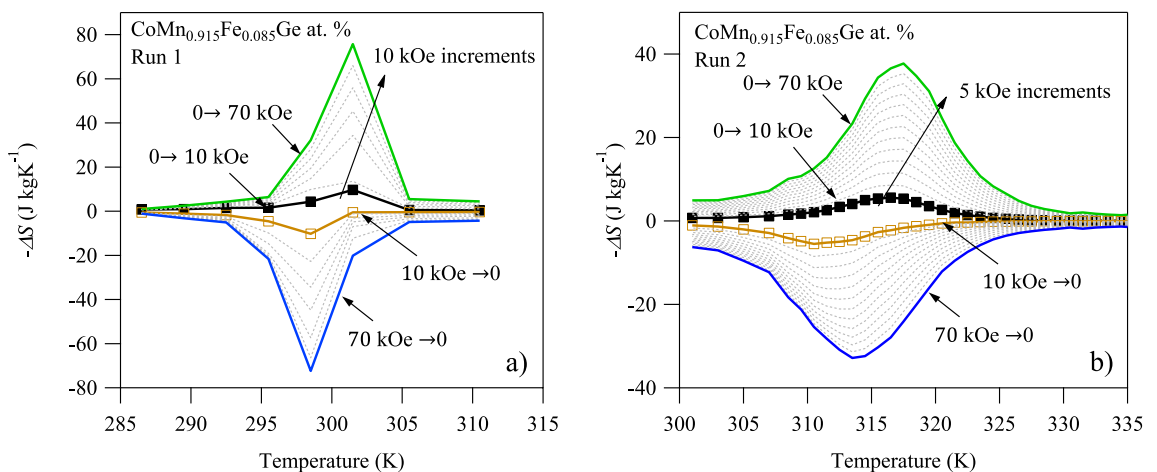 CoMn0.915Fe0.085Ge at. %
Run 1
10 kOe increments
0→ 70 kOe
0→ 10 kOe
10 kOe →0
70 kOe →0
a)
80
60
40
20
0
-20
-40
-60
-80
-ΔS (J kgK-1)
285
290
295
300
305
310
315
Temperature (K)
CoMn0.915Fe0.085Ge at. %
Run 2
0→ 70 kOe
5 kOe increments
0→ 10 kOe
10 kOe →0
70 kOe →0
b)
40
20
0
-20
-40
-ΔS (J kgK-1)
300
305
310
315
320
325
330
335
Temperature (K)